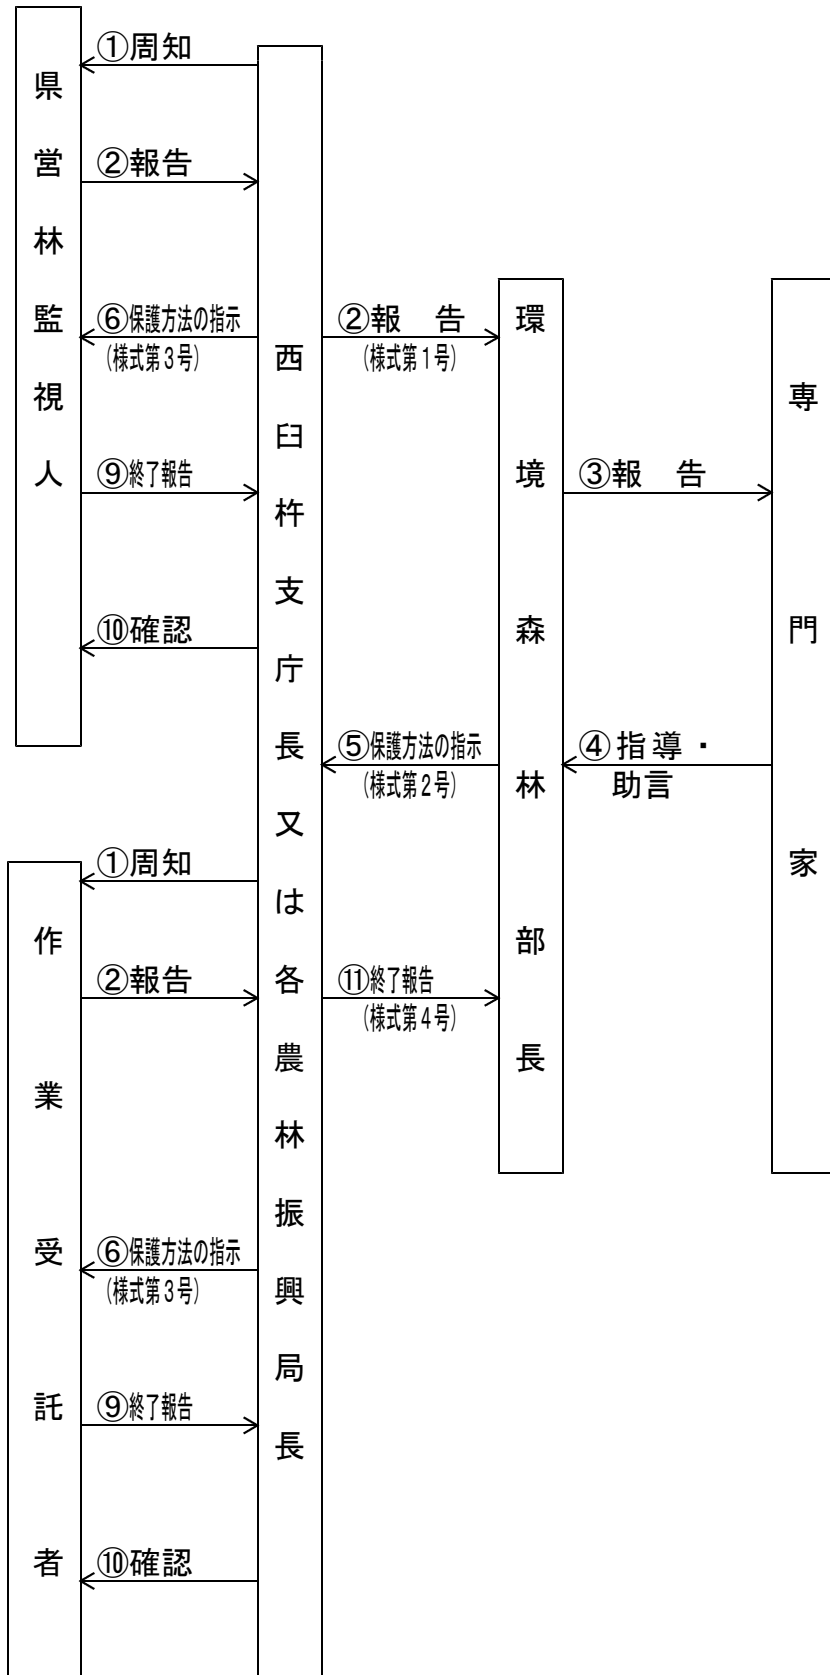 県営林監視人
①周知
②報告
⑥保護方法の指示
(様式第3号)
⑨終了報告
⑩確認
作業受託者
①周知
②報告
⑥保護方法の指示
(様式第3号)
⑨終了報告
⑩確認
西臼杵支庁長又は各農林振興局長
②報　告
(様式第1号)
⑤保護方法の指示
(様式第2号)
⑪終了報告
(様式第4号)
環境森林部長
③報　告
④指導・
助言
専門家